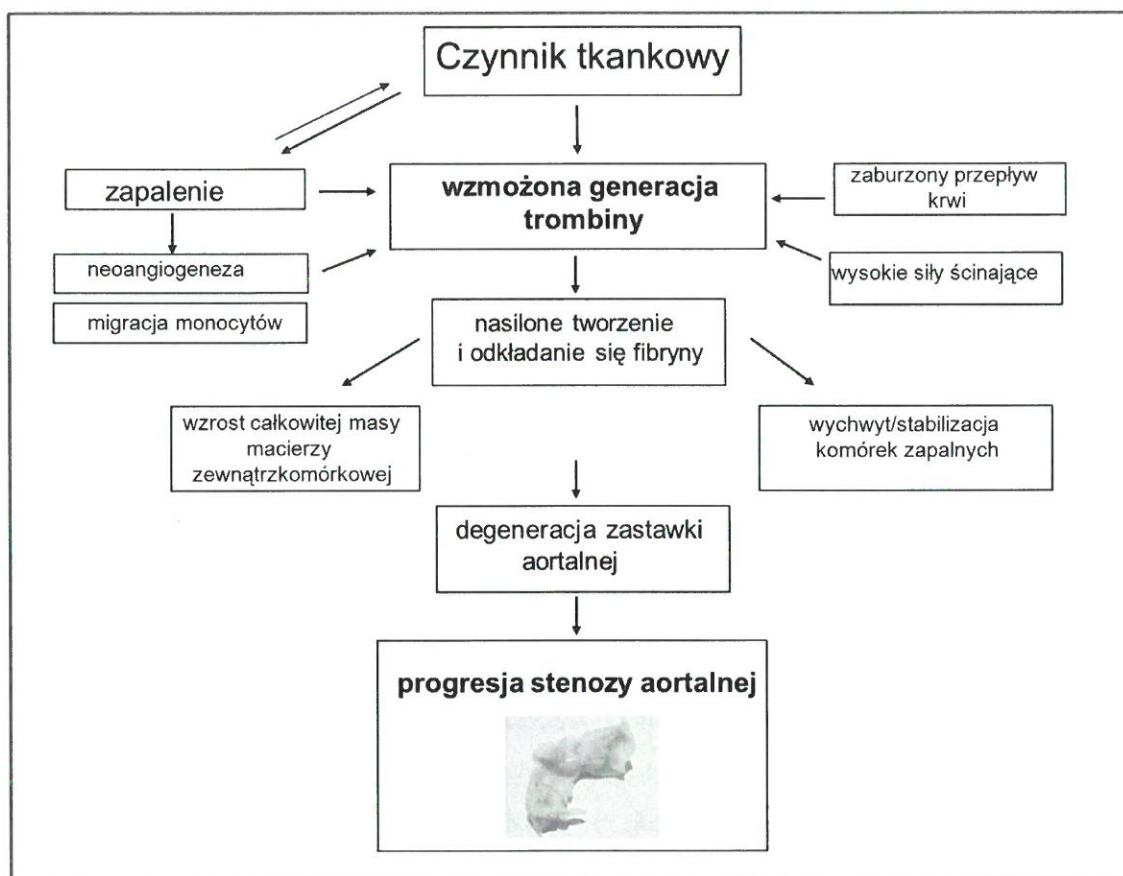 Czynnik tkankowy
zapalenie
wzmożona generacja
trombiny
zaburzony przepływ
krwi
neoangiogeneza
wysokie siły ścinające
migracja monocytów
nasilone tworzenie
i odkładanie się fibryny
wzrost całkowitej masy
macierzy
zewnątrzkomórkowej
wychwyt/stabilizacja
komórek zapalnych
degeneracja zastawki
aortalnej
progresja stenozy aortalnej